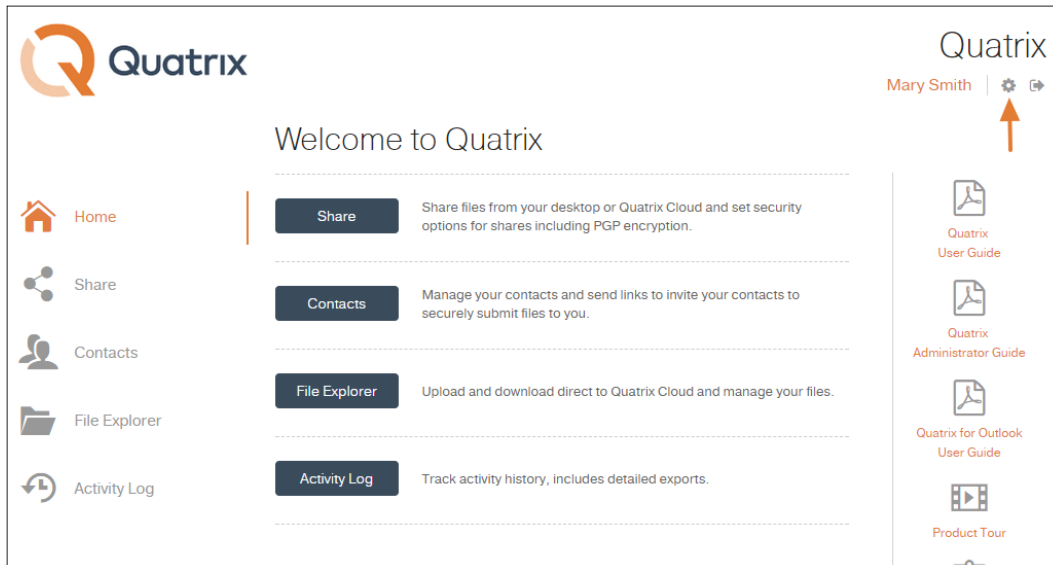 Quatrix
Quatrix
Mary Smith
Welcome to Quatrix
Home
Share
Contacts
File Explorer
Activity Log
Share
Share files from your desktop or Quatrix Cloud and set security
options for shares including PGP encryption.
Contacts
Manage your contacts and send links to invite your contacts to
securely submit files to you.
File Explorer
Upload and download direct to Quatrix Cloud and manage your files.
Activity Log
Track activity history, includes detailed exports.
Quatrix
User Guide
Quatrix
Administrator Guide
Quatrix for Outlook
User Guide
Product Tour